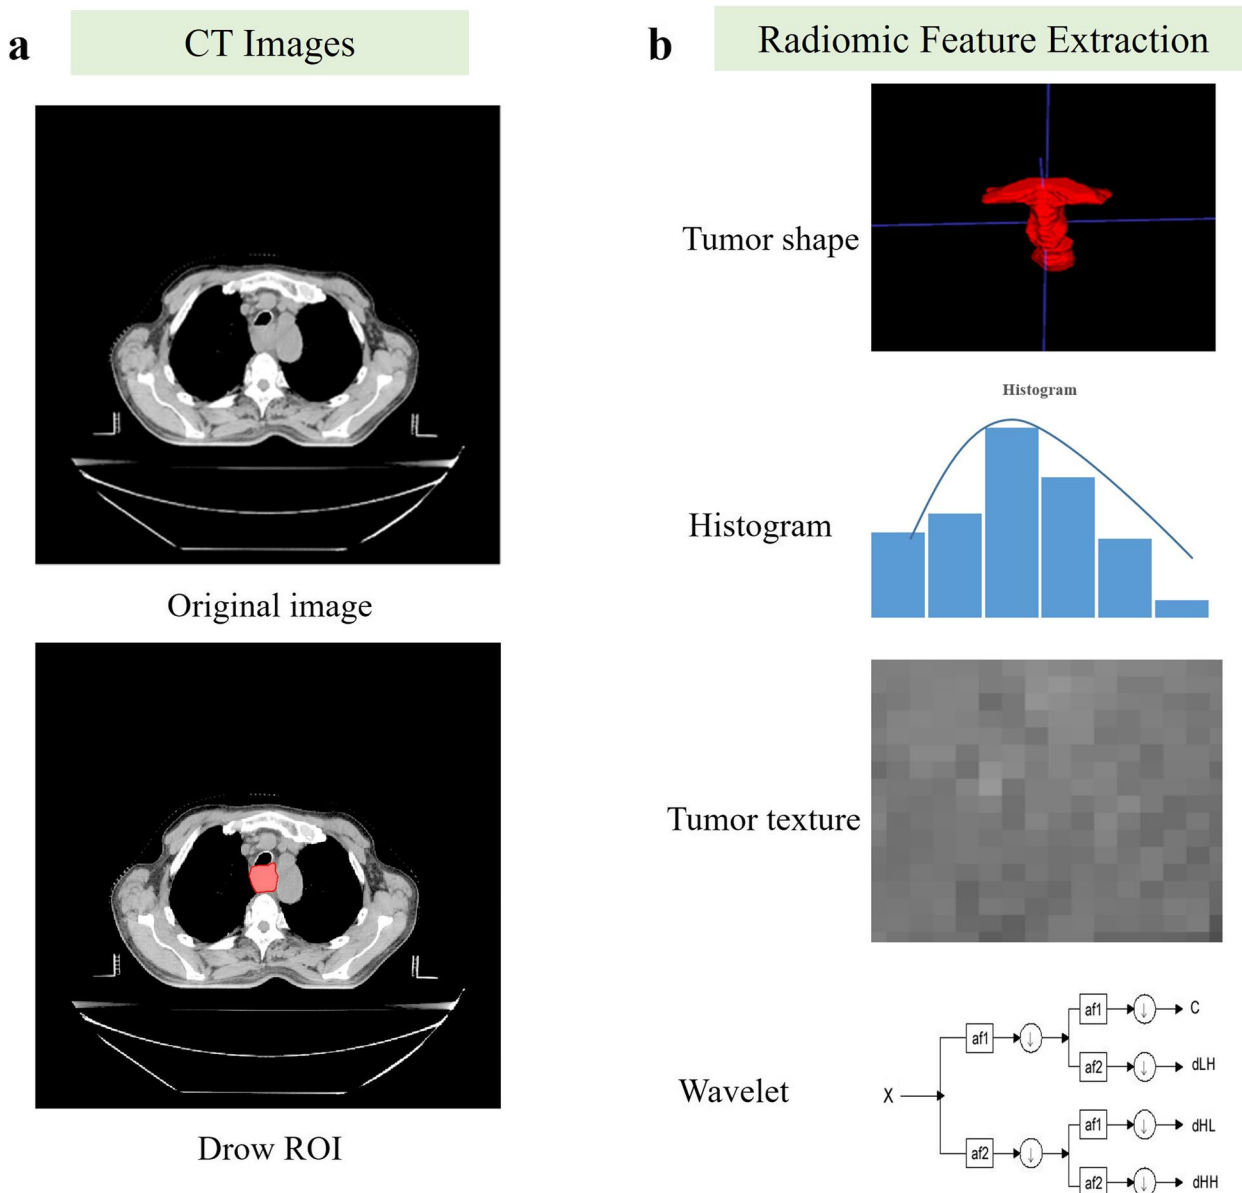 a
CT Images
Original image
Drow ROI
b
Radiomic Feature Extraction
Tumor shape
Histogram
Histogram
Tumor texture
Wavelet
X
af1
af1
C
af2
dLH
af2
af1
dHL
af2
dHH